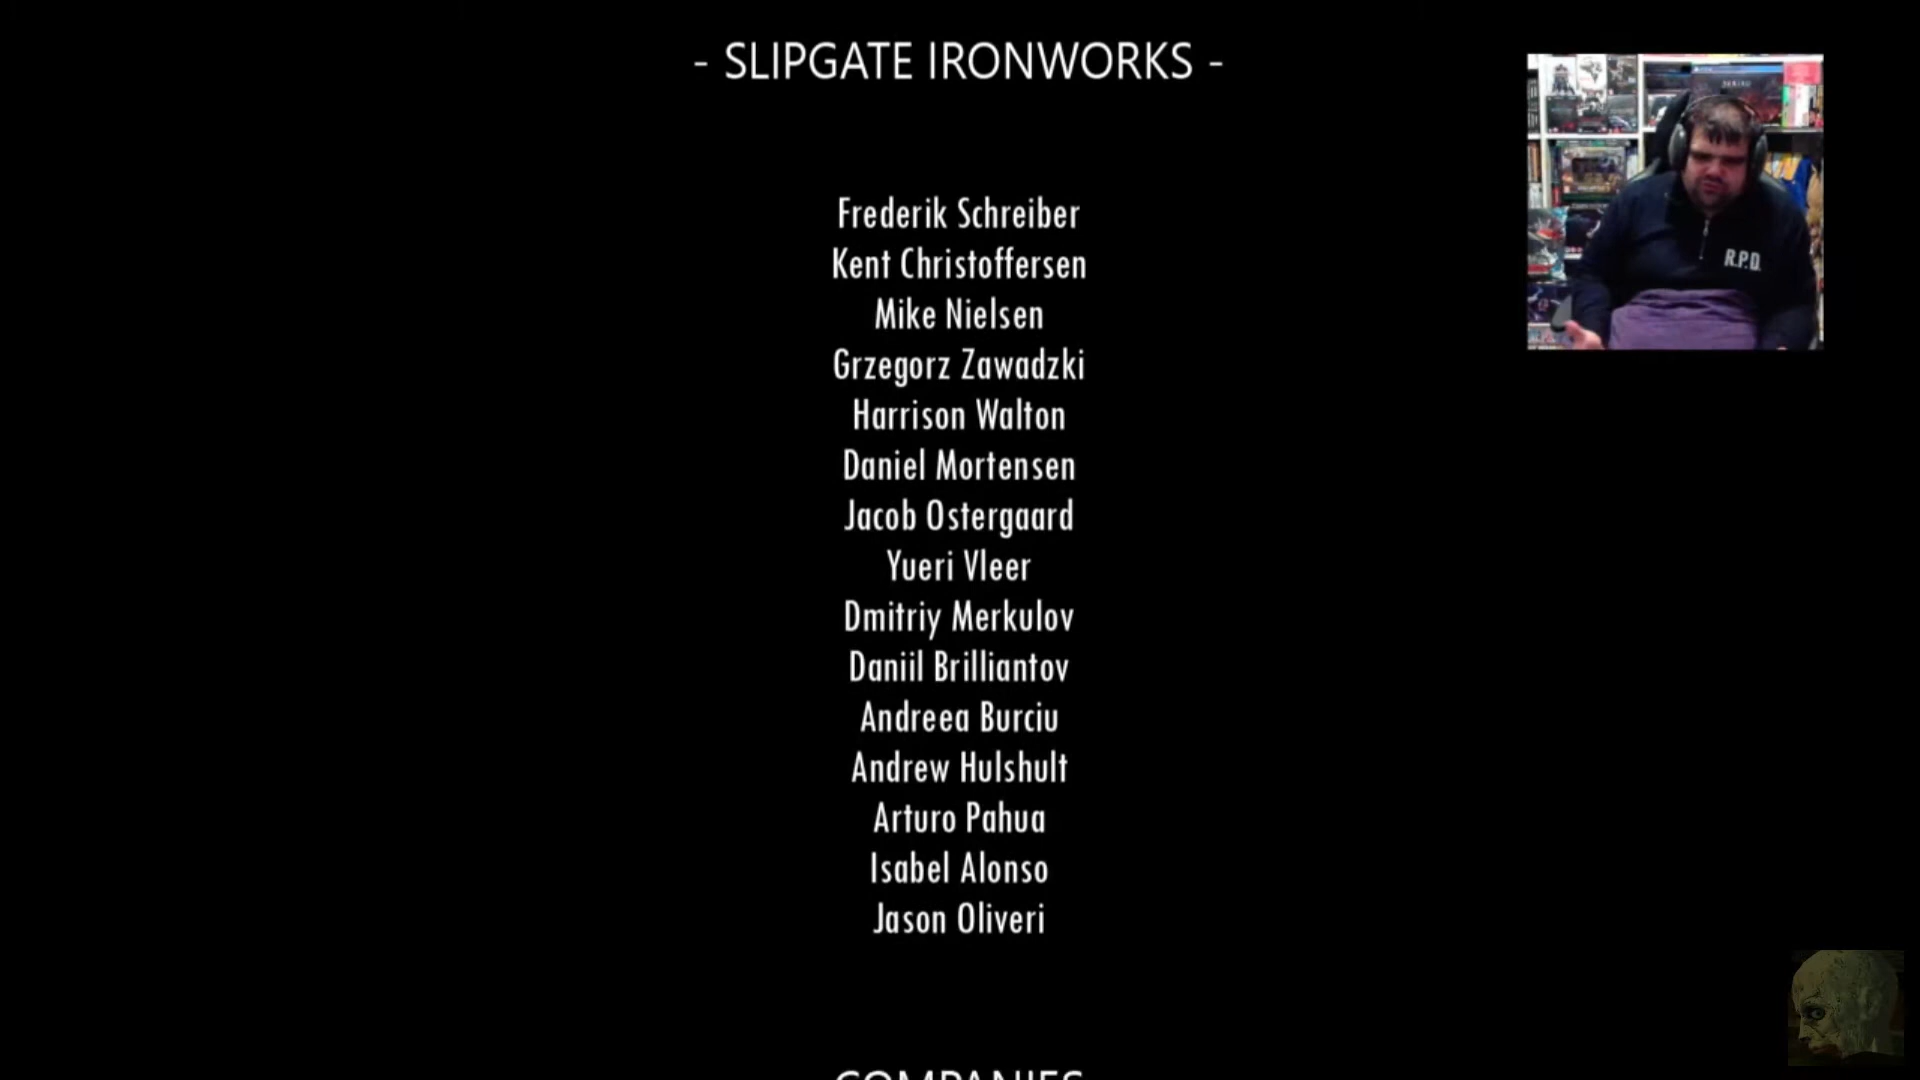 - SLIPGATE IRONWORKS -
Frederik Schreiber
Kent Christoffersen
Mike Nielsen
Grzegorz Zawadzki
Harrison Walton
Daniel Mortensen
Jacob Ostergaard
Yueri Vleer
Dmitriy Merkulov
Daniil Brilliantov
Andreea Burciu
Andrew Hulshult
Arturo Pahua
Isabel Alonso
Jason Oliveri
COMPANIES
R.P.D.